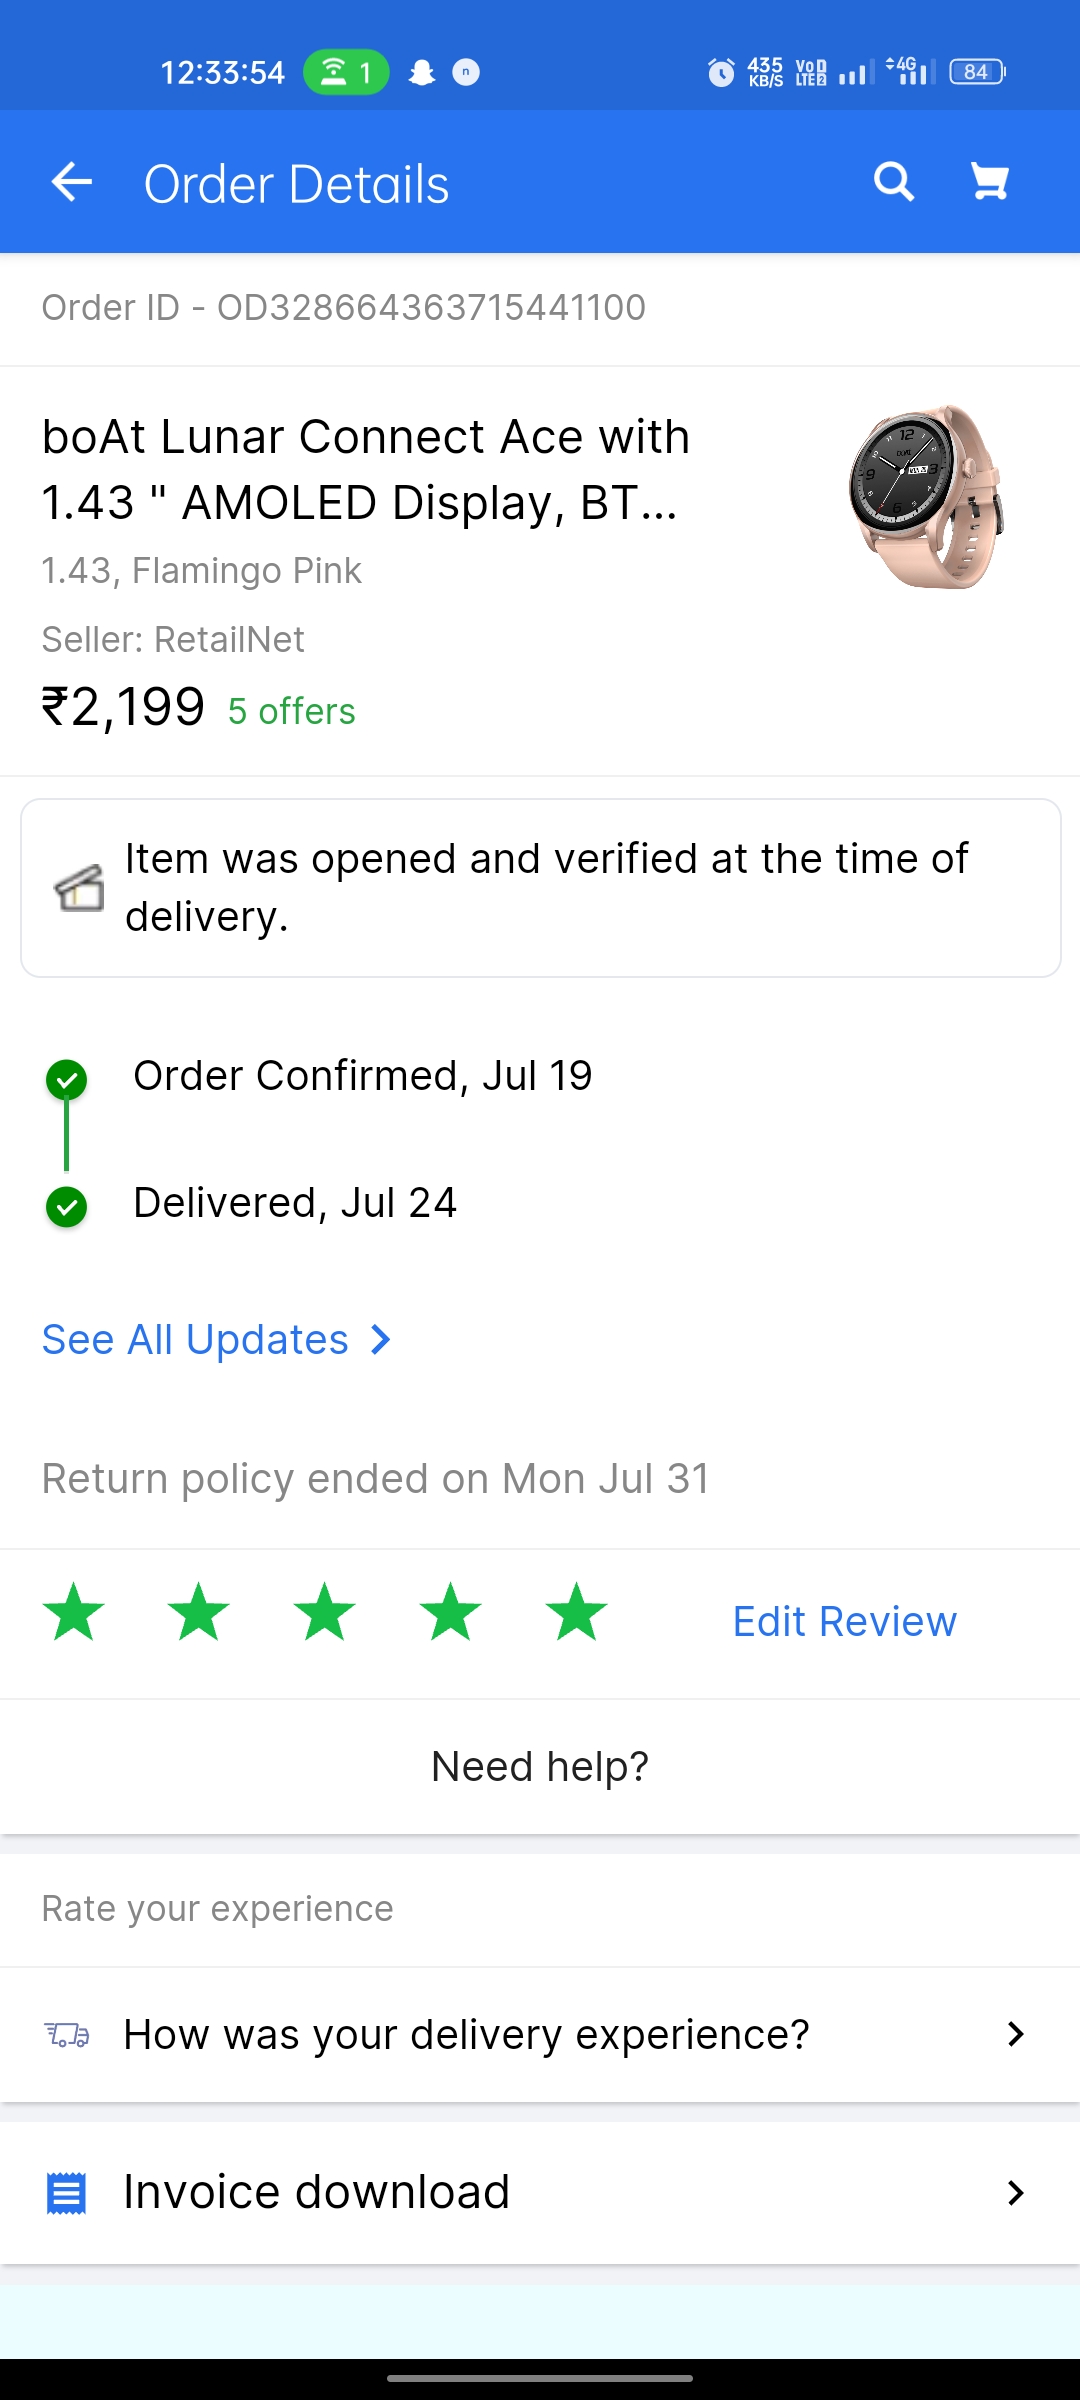 12:33:54 1 n 435 KB/S VoD LTE 2 4G 84
Order Details
Order ID - OD328664363715441100
boAt Lunar Connect Ace with
1.43 " AMOLED Display, BT...
1.43, Flamingo Pink
Seller: RetailNet
₹2,199 5 offers
Item was opened and verified at the time of
delivery.
Order Confirmed, Jul 19
Delivered, Jul 24
See All Updates
Return policy ended on Mon Jul 31
Edit Review
Need help?
Rate your experience
How was your delivery experience?
Invoice download